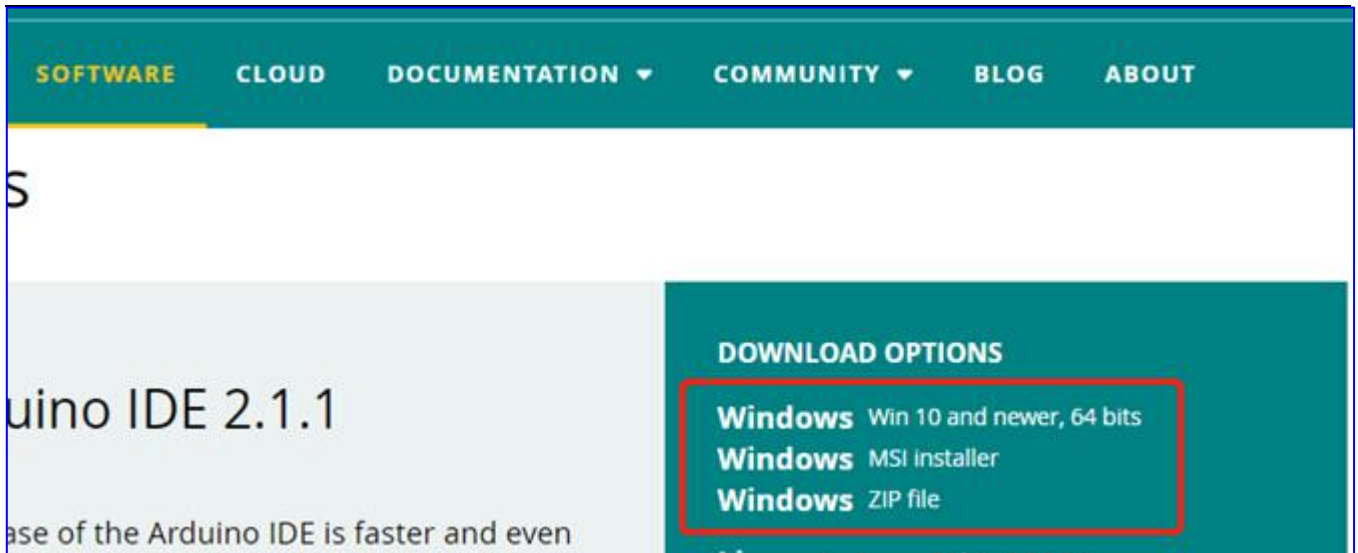 SOFTWARE CLOUD DOCUMENTATION COMMUNITY BLOG ABOUT
s
DOWNLOAD OPTIONS
uino IDE 2.1.1
Windows Win 10 and newer, 64 bits
Windows MSI installer
Windows ZIP file
ase of the Arduino IDE is faster and even